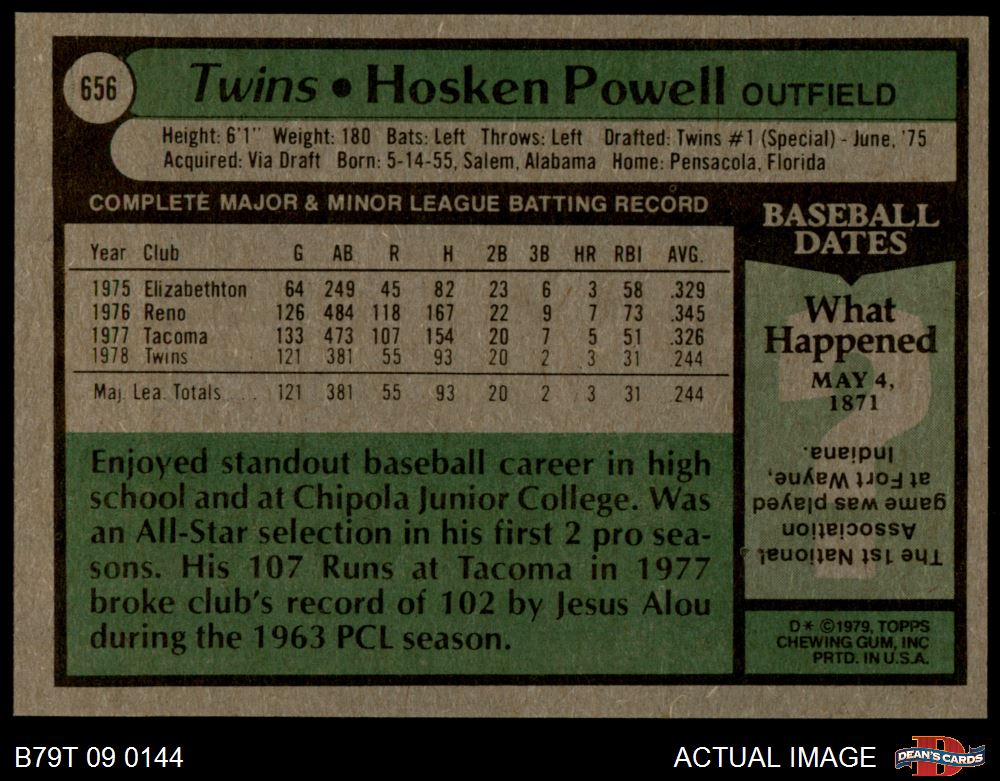 656
Twins • Hosken Powell OUTFIELD
Height: 6'1" Weight: 180 Bats: Left Throws: Left Drafted: Twins #1 (Special) - June, '75
Acquired: Via Draft Born: 5-14-55, Salem, Alabama Home: Pensacola, Florida
COMPLETE MAJOR & MINOR LEAGUE BATTING RECORD
Year Club G AB R H 2B 3B HR RBI AVG.
1975 Elizabethton 64 249 45 82 23 6 3 58 .329
1976 Reno 126 484 118 167 22 9 7 73 .345
1977 Tacoma 133 473 107 154 20 7 5 51 .326
1978 Twins 121 381 55 93 20 2 3 31 .244
Maj. Lea. Totals . . . 121 381 55 93 20 2 3 31 .244
Enjoyed standout baseball career in high
school and at Chipola Junior College. Was
an All-Star selection in his first 2 pro sea-
sons. His 107 Runs at Tacoma in 1977
broke club's record of 102 by Jesus Alou
during the 1963 PCL season.
BASEBALL
DATES
What
Happened
MAY 4,
1871
The 1st National
Association
game was played
at Fort Wayne,
Indiana.
D* ©1979, TOPPS
CHEWING GUM, INC
PRTD. IN U.S.A.
B79T 09 0144
ACTUAL IMAGE
D
DEAN'S CARDS